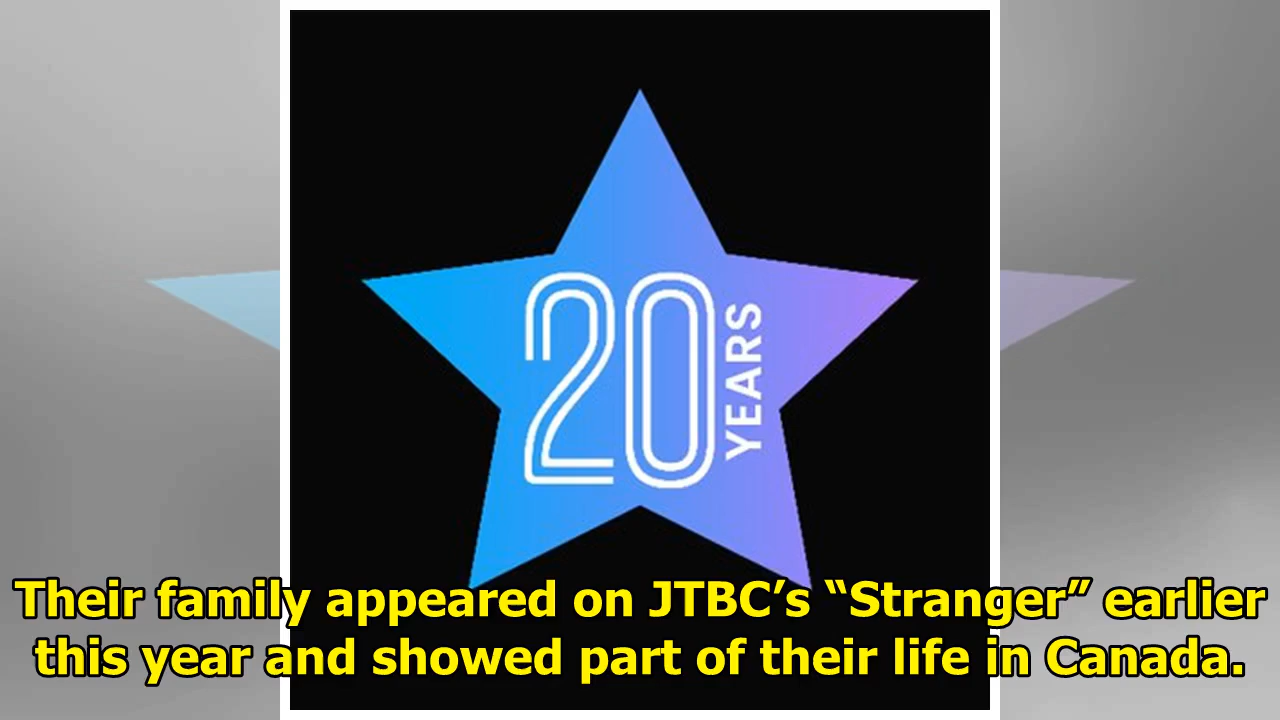 20
YEARS
Their family appeared on JTBC’s “Stranger” earlier
this year and showed part of their life in Canada.